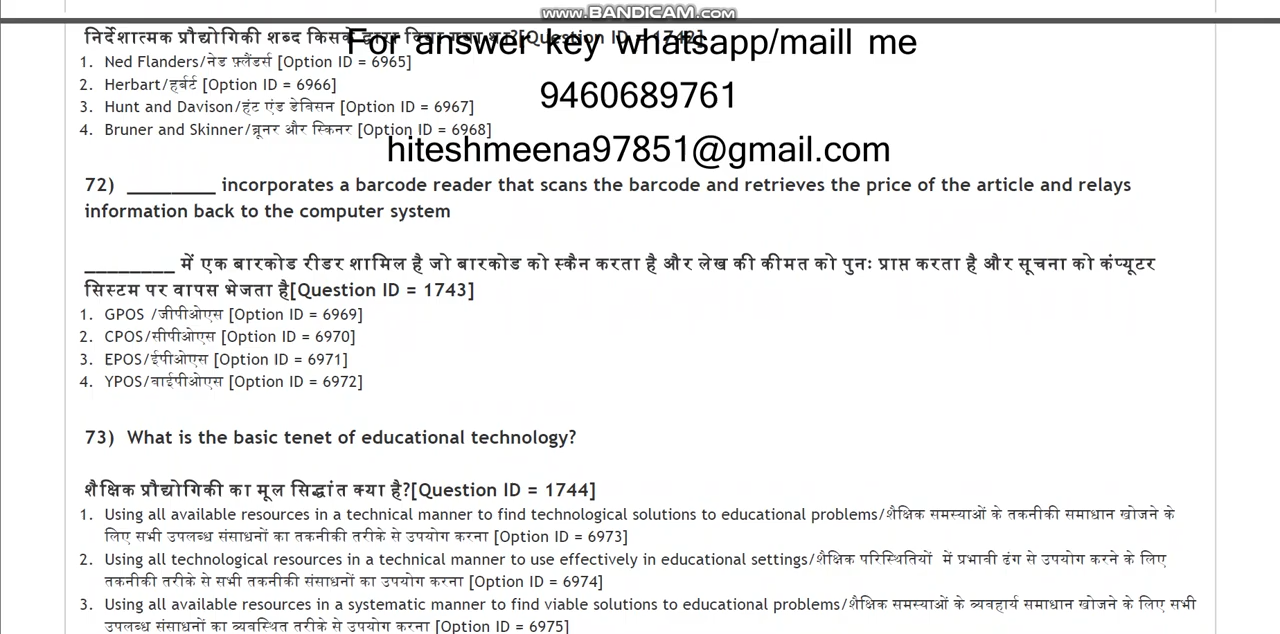 www.BANDICAM.com
निर्देशात्मक प्रौद्योगिकी शब्द किसके द्वारा दिया गया था?[Question ID = 1742]
For answer key whatsapp/maill me
1. Ned Flanders/नेड फ़्लैंडर्स [Option ID = 6965]
2. Herbart/हर्बर्ट [Option ID = 6966]
9460689761
3. Hunt and Davison/हंट एंड डेविसन [Option ID = 6967]
4. Bruner and Skinner/ब्रूनर और स्किनर [Option ID = 6968]
hiteshmeena97851@gmail.com
72) ________ incorporates a barcode reader that scans the barcode and retrieves the price of the article and relays
information back to the computer system
________ में एक बारकोड रीडर शामिल है जो बारकोड को स्कैन करता है और लेख की कीमत को पुनः प्राप्त करता है और सूचना को कंप्यूटर
सिस्टम पर वापस भेजता है[Question ID = 1743]
1. GPOS /जीपीओएस [Option ID = 6969]
2. CPOS/सीपीओएस [Option ID = 6970]
3. EPOS/ईपीओएस [Option ID = 6971]
4. YPOS/वाईपीओएस [Option ID = 6972]
73) What is the basic tenet of educational technology?
शैक्षिक प्रौद्योगिकी का मूल सिद्धांत क्या है?[Question ID = 1744]
1. Using all available resources in a technical manner to find technological solutions to educational problems/शैक्षिक समस्याओं के तकनीकी समाधान खोजने के
लिए सभी उपलब्ध संसाधनों का तकनीकी तरीके से उपयोग करना [Option ID = 6973]
2. Using all technological resources in a technical manner to use effectively in educational settings/शैक्षिक परिस्थितियों में प्रभावी ढंग से उपयोग करने के लिए
तकनीकी तरीके से सभी तकनीकी संसाधनों का उपयोग करना [Option ID = 6974]
3. Using all available resources in a systematic manner to find viable solutions to educational problems/शैक्षिक समस्याओं के व्यवहार्य समाधान खोजने के लिए सभी
उपलब्ध संसाधनों का व्यवस्थित तरीके से उपयोग करना [Option ID = 6975]